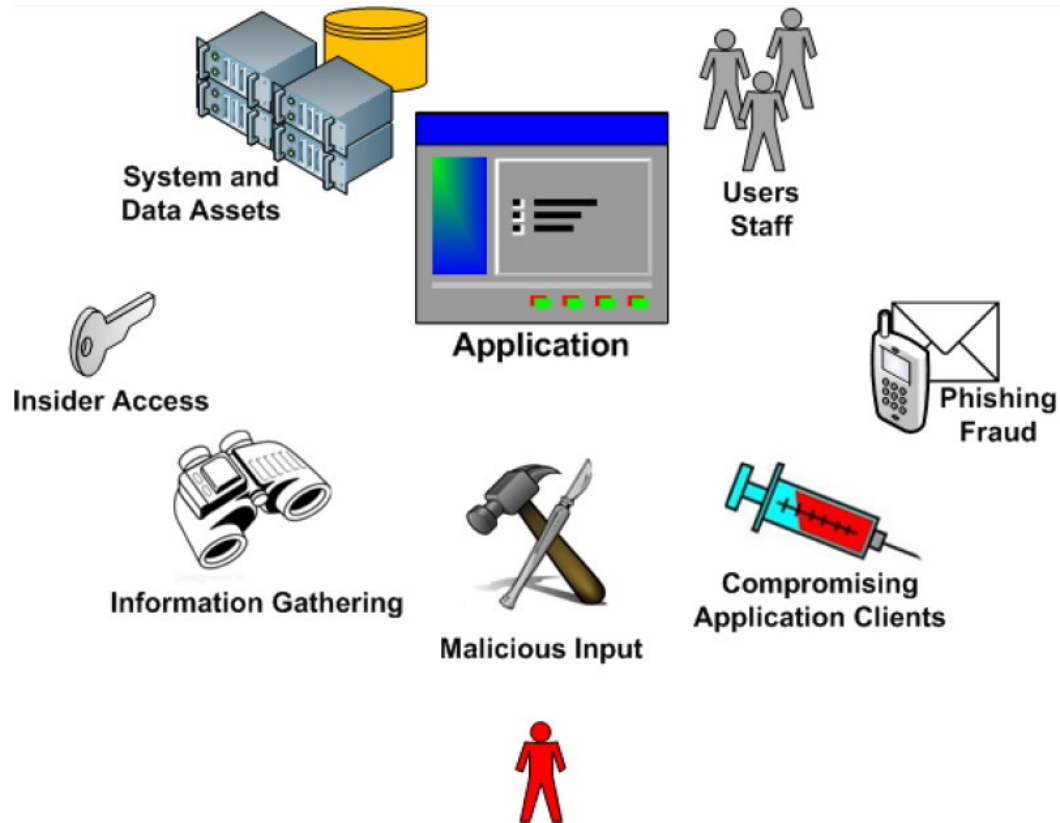 System and
Data Assets
Users
Staff
Application
Insider Access
Phishing
Fraud
Information Gathering
Compromising
Application Clients
Malicious Input